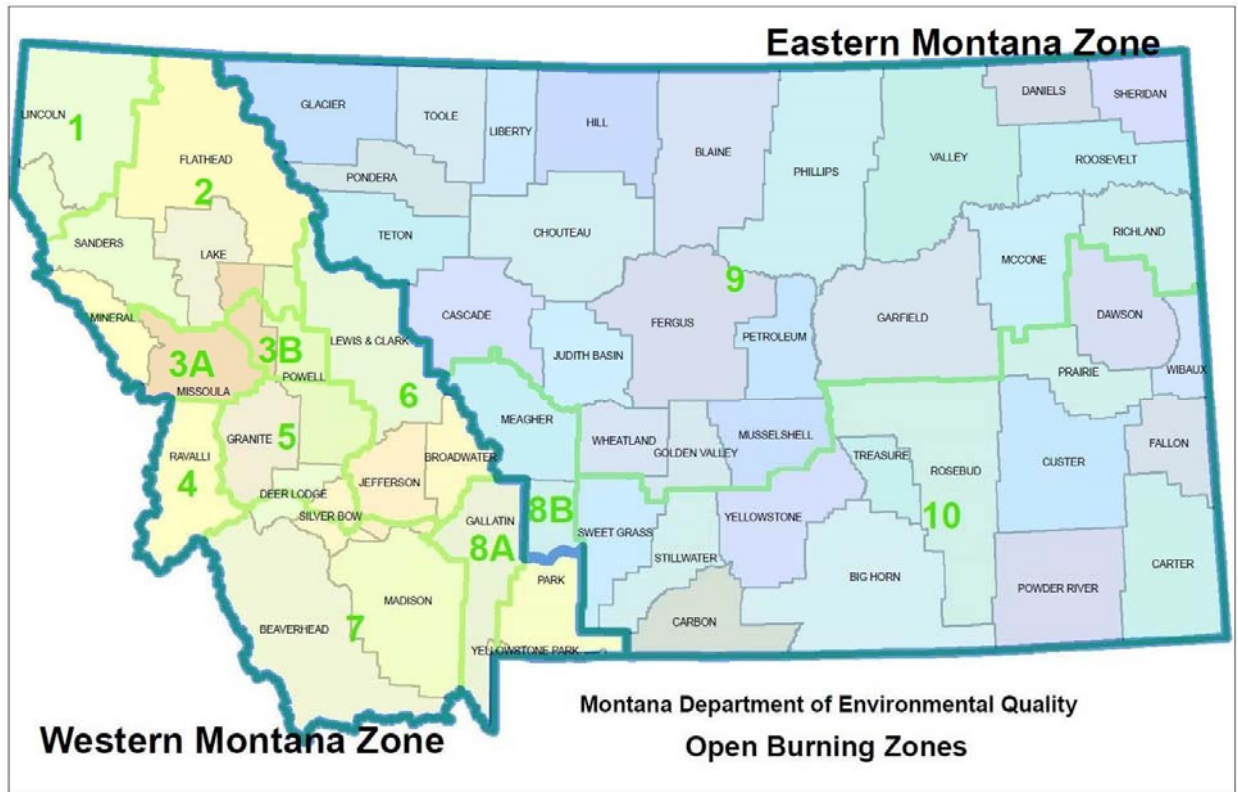 Eastern Montana Zone
DANIELS
SHERIDAN
GLACIER
TOOLE
LIBERTY
HILL
BLAINE
PHILLIPS
VALLEY
ROOSEVELT
LINCOLN
1
FLATHEAD
2
PONDERA
TETON
CHOUTEAU
RICHLAND
MCCONE
SANDERS
LAKE
9
CASCADE
FERGUS
PETROLEUM
GARFIELD
DAWSON
MINERAL
LEWIS & CLARK
JUDITH BASIN
3A
3B
POWELL
MISSOULA
6
PRAIRIE
WIBAUX
MEAGHER
WHEATLAND
GOLDEN VALLEY
MUSSELSHELL
GRANITE
5
RAVALLI
4
BROADWATER
JEFFERSON
TREASURE
ROSEBUD
CUSTER
FALLON
DEER LODGE
SILVER BOW
GALLATIN
8A
8B
SWEET GRASS
YELLOWSTONE
10
STILLWATER
PARK
BIG HORN
POWDER RIVER
CARTER
MADISON
BEAVERHEAD
7
CARBON
YELLOWSTONE PARK
Montana Department of Environmental Quality
Western Montana Zone
Open Burning Zones